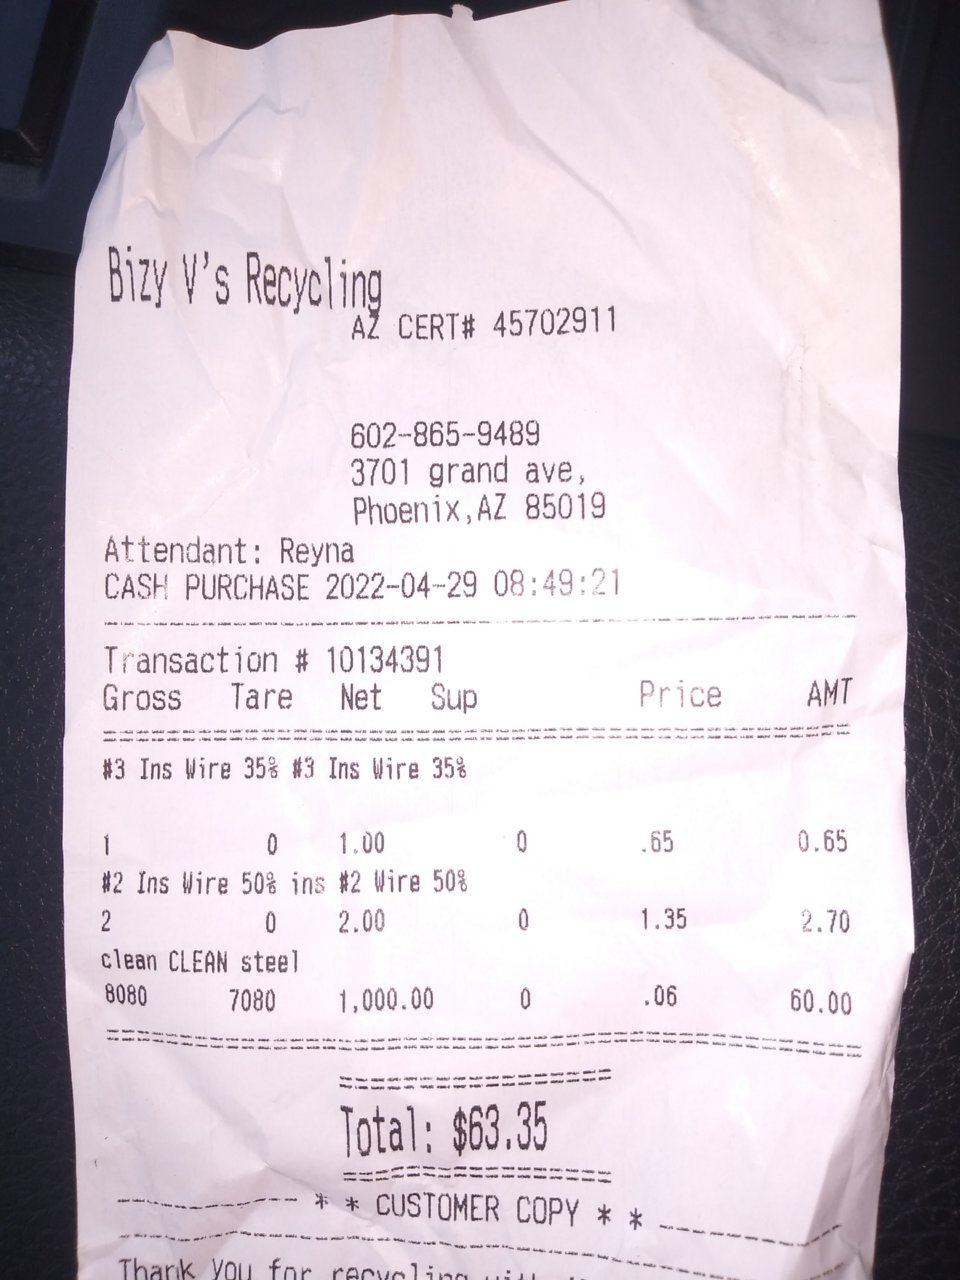 Bizy V's Recycling
AZ CERT# 45702911
602-865-9489
3701 grand ave,
Phoenix,AZ 85019
Attendant: Reyna
CASH PURCHASE 2022-04-29 08:49:21
Transaction # 10134391
Gross Tare Net Sup Price AMT
#3 Ins Wire 35% #3 Ins Wire 35%
1 0 1.00 0 .65 0.65
#2 Ins Wire 50% ins #2 Wire 50%
2 0 2.00 0 1.35 2.70
clean CLEAN steel
8080 7080 1,000.00 0 .06 60.00
Total: $63.35
* * CUSTOMER COPY * *
Thank you for recycling with